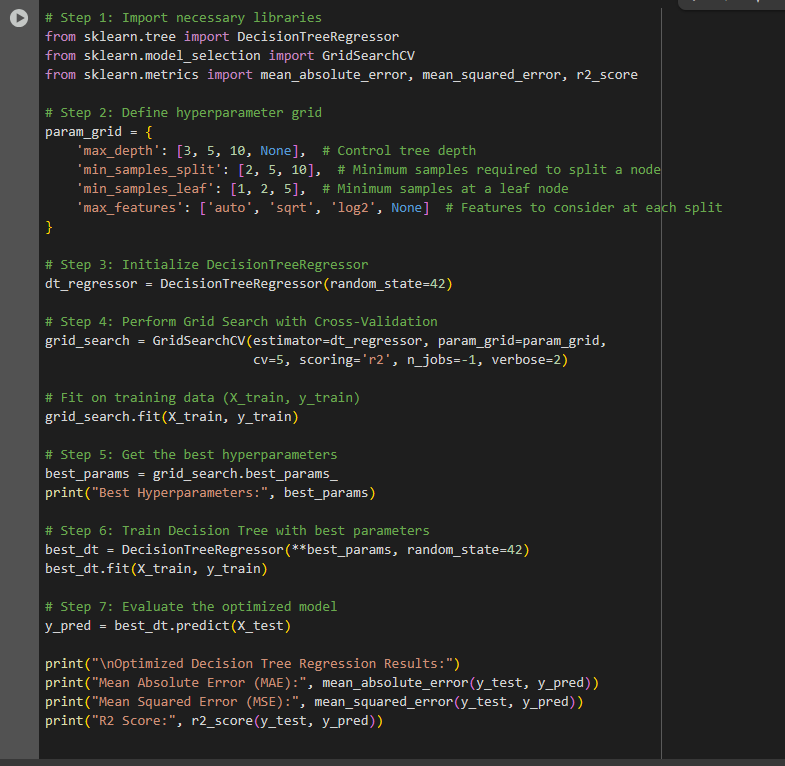 # Step 1: Import necessary libraries
from sklearn.tree import DecisionTreeRegressor
from sklearn.model_selection import GridSearchCV
from sklearn.metrics import mean_absolute_error, mean_squared_error, r2_score

# Step 2: Define hyperparameter grid
param_grid = {
    'max_depth': [3, 5, 10, None],  # Control tree depth
    'min_samples_split': [2, 5, 10],  # Minimum samples required to split a node
    'min_samples_leaf': [1, 2, 5],  # Minimum samples at a leaf node
    'max_features': ['auto', 'sqrt', 'log2', None]  # Features to consider at each split
}

# Step 3: Initialize DecisionTreeRegressor
dt_regressor = DecisionTreeRegressor(random_state=42)

# Step 4: Perform Grid Search with Cross-Validation
grid_search = GridSearchCV(estimator=dt_regressor, param_grid=param_grid,
                           cv=5, scoring='r2', n_jobs=-1, verbose=2)

# Fit on training data (X_train, y_train)
grid_search.fit(X_train, y_train)

# Step 5: Get the best hyperparameters
best_params = grid_search.best_params_
print("Best Hyperparameters:", best_params)

# Step 6: Train Decision Tree with best parameters
best_dt = DecisionTreeRegressor(**best_params, random_state=42)
best_dt.fit(X_train, y_train)

# Step 7: Evaluate the optimized model
y_pred = best_dt.predict(X_test)

print("\nOptimized Decision Tree Regression Results:")
print("Mean Absolute Error (MAE):", mean_absolute_error(y_test, y_pred))
print("Mean Squared Error (MSE):", mean_squared_error(y_test, y_pred))
print("R2 Score:", r2_score(y_test, y_pred))